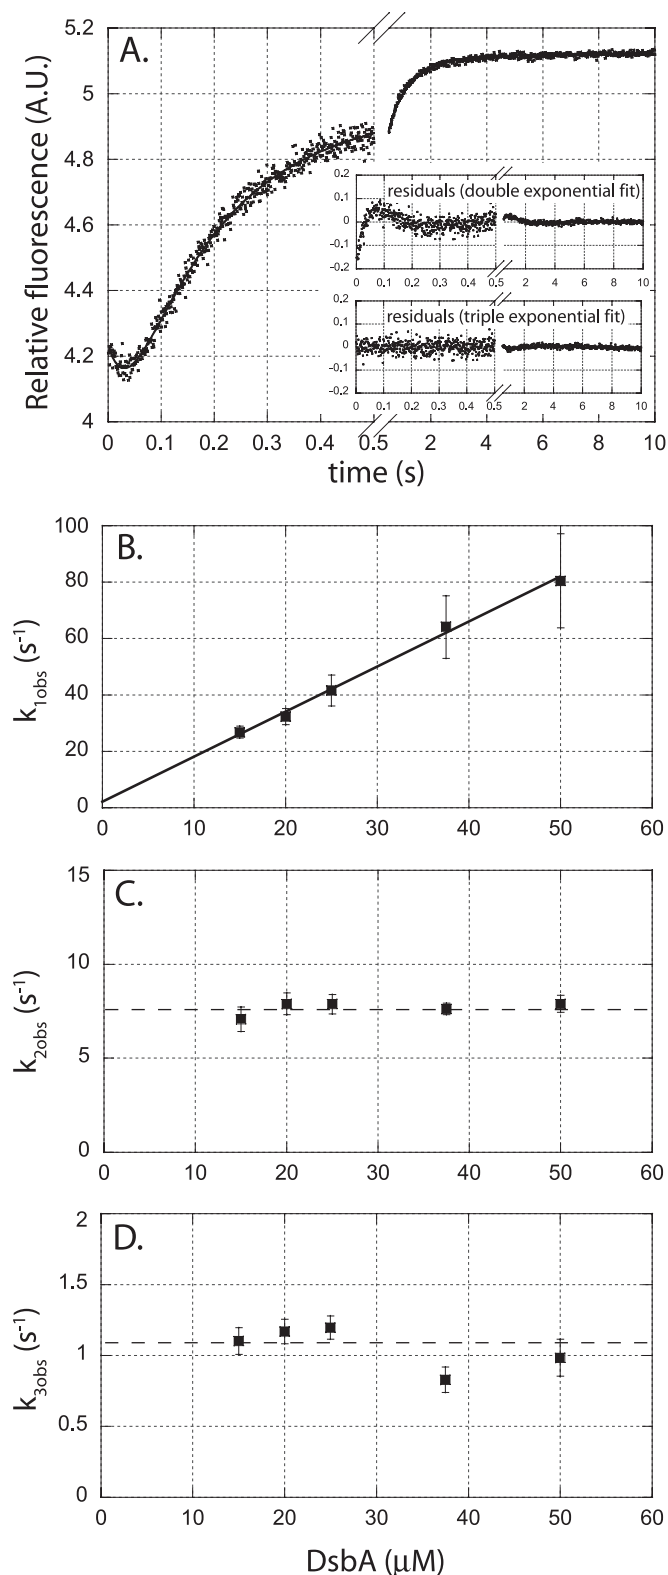 A.
5.2
5
4.8
4.6
4.4
4.2
4
Relative fluorescence (A.U.)
0 0.1 0.2 0.3 0.4 0.5 2 4 6 8 10
time (s)
residuals (double exponential fit)
0.2
0.1
0
-0.1
-0.2
0 0.1 0.2 0.3 0.4 0.5 2 4 6 8 10
residuals (triple exponential fit)
0.2
0.1
0
-0.1
-0.2
0 0.1 0.2 0.3 0.4 0.5 2 4 6 8 10
B.
100
80
60
40
20
0
k1obs (s-1)
0 10 20 30 40 50 60
C.
15
10
5
0
k2obs (s-1)
0 10 20 30 40 50 60
D.
2
1.5
1
0.5
0
k3obs (s-1)
0 10 20 30 40 50 60
DsbA (μM)